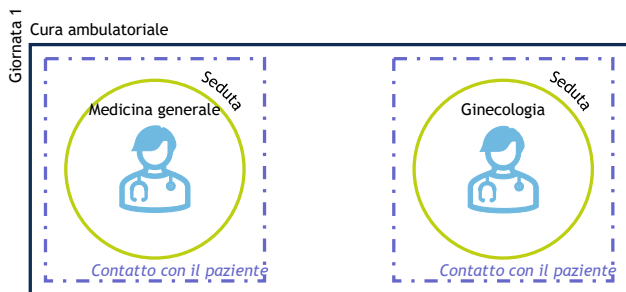 Giornata 1
Cura ambulatoriale
Seduta
Medicina generale
Contatto con il paziente
Seduta
Ginecologia
Contatto con il paziente